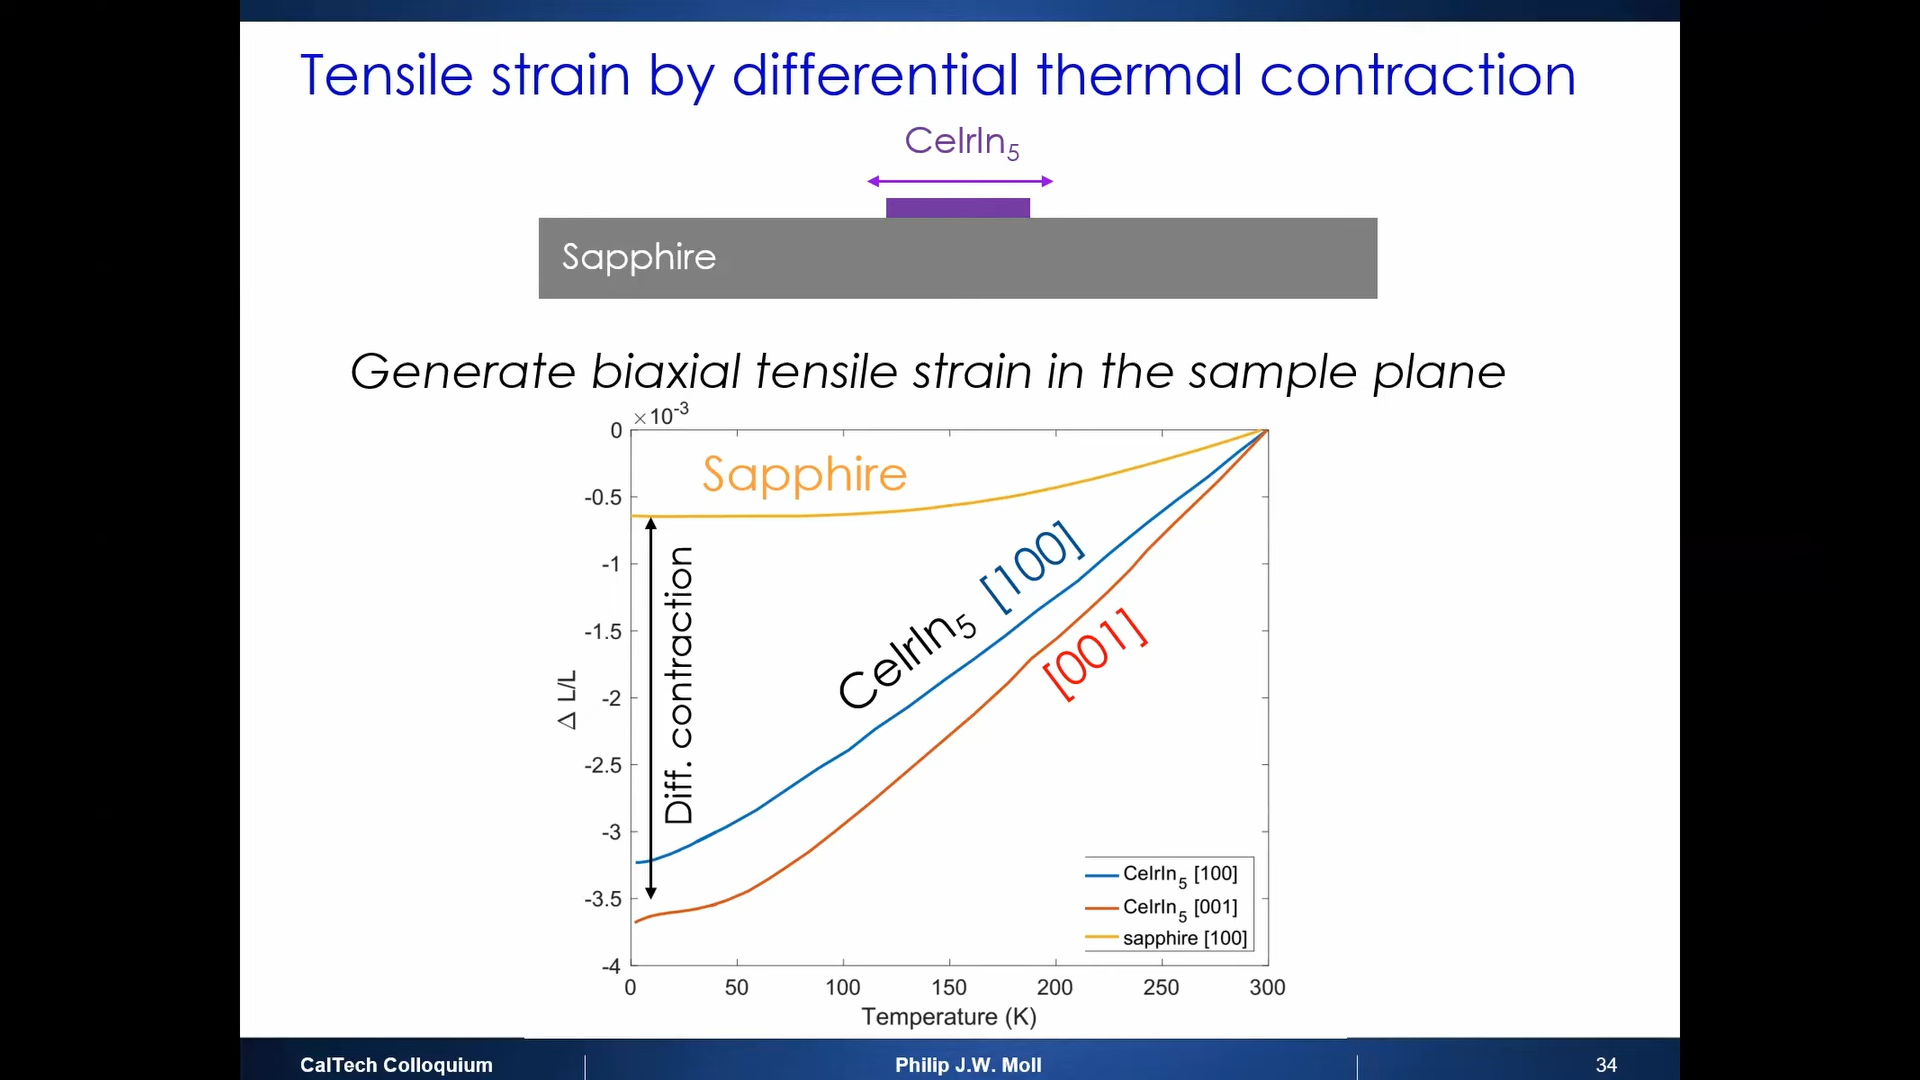 Tensile strain by differential thermal contraction
CeIrIn5
Sapphire
Generate biaxial tensile strain in the sample plane
×10-3
0
-0.5
-1
-1.5
-2
-2.5
-3
-3.5
-4
Δ L/L
Sapphire
Diff. contraction
CeIrIn5 [100]
[001]
CeIrIn5 [100]
CeIrIn5 [001]
sapphire [100]
0 50 100 150 200 250 300
Temperature (K)
CalTech Colloquium Philip J.W. Moll 34